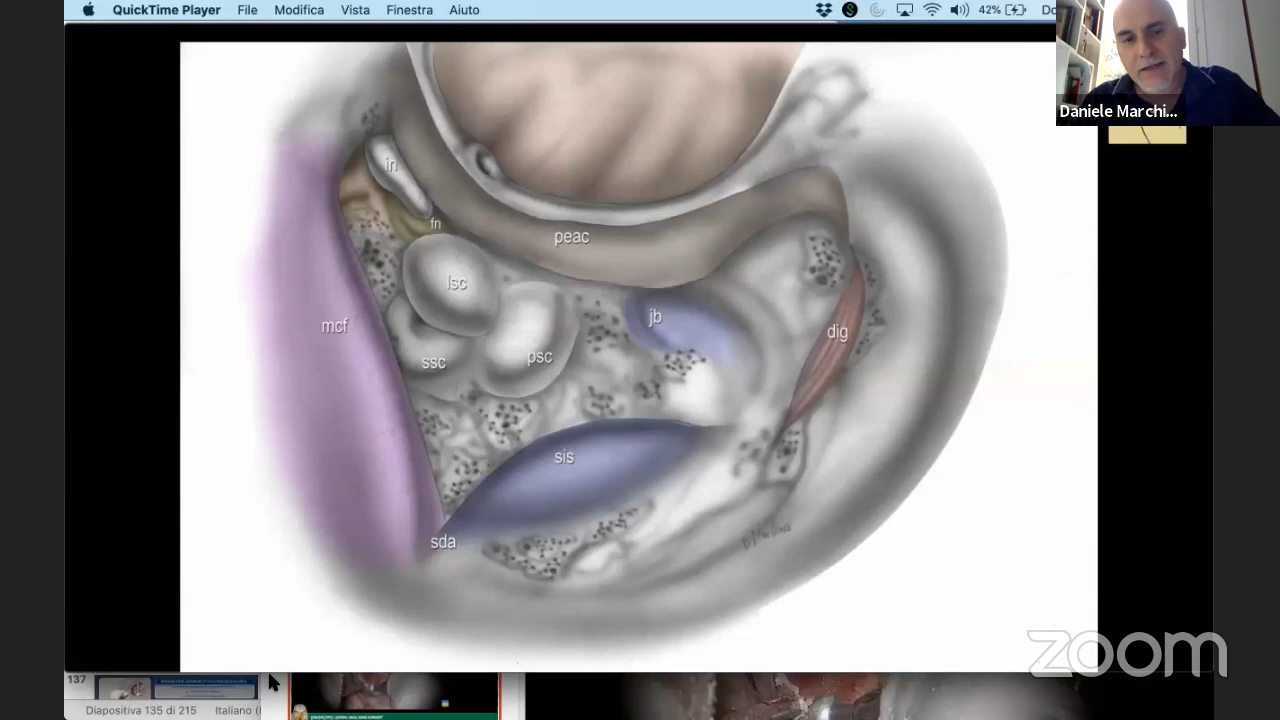 QuickTime Player File Modifica Vista Finestra Aiuto
42%
Daniele Marchi...
in
fn
peac
lsc
jb
mcf
dig
ssc
psc
sis
sda
zoom
137
Diapositiva 135 di 215 Italiano (I